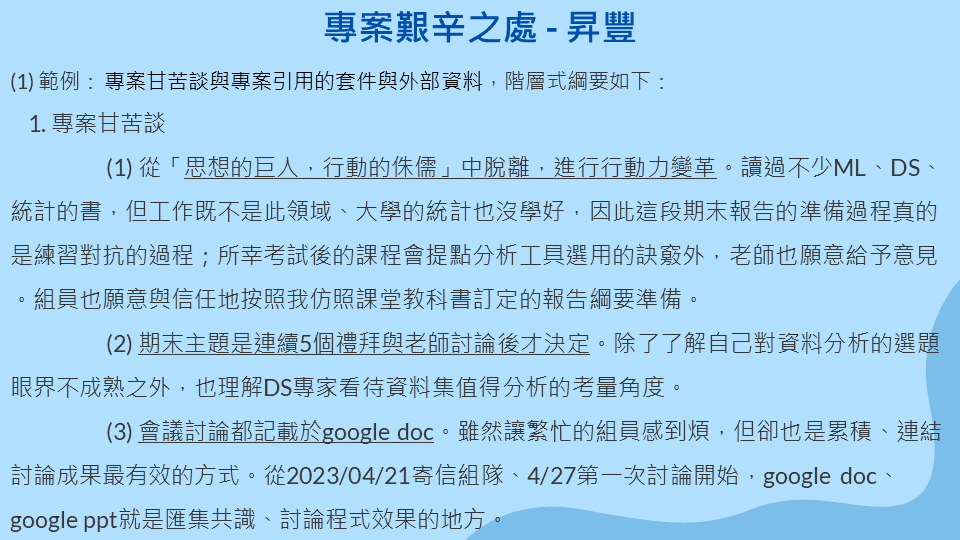 專案艱辛之處 - 昇豐
(1) 範例： 專案甘苦談與專案引用的套件與外部資料，階層式綱要如下：
1. 專案甘苦談
(1) 從「思想的巨人，行動的侏儒」中脫離，進行行動力變革。讀過不少ML、DS、
統計的書，但工作既不是此領域、大學的統計也沒學好，因此這段期末報告的準備過程真的
是練習對抗的過程；所幸考試後的課程會提點分析工具選用的訣竅外，老師也願意給予意見
。組員也願意與信任地按照我仿照課堂教科書訂定的報告綱要準備。
(2) 期末主題是連續5個禮拜與老師討論後才決定。除了了解自己對資料分析的選題
眼界不成熟之外，也理解DS專家看待資料集值得分析的考量角度。
(3) 會議討論都記載於google doc。雖然讓繁忙的組員感到煩，但卻也是累積、連結
討論成果最有效的方式。從2023/04/21寄信組隊、4/27第一次討論開始，google doc、
google ppt就是匯集共識、討論程式效果的地方。